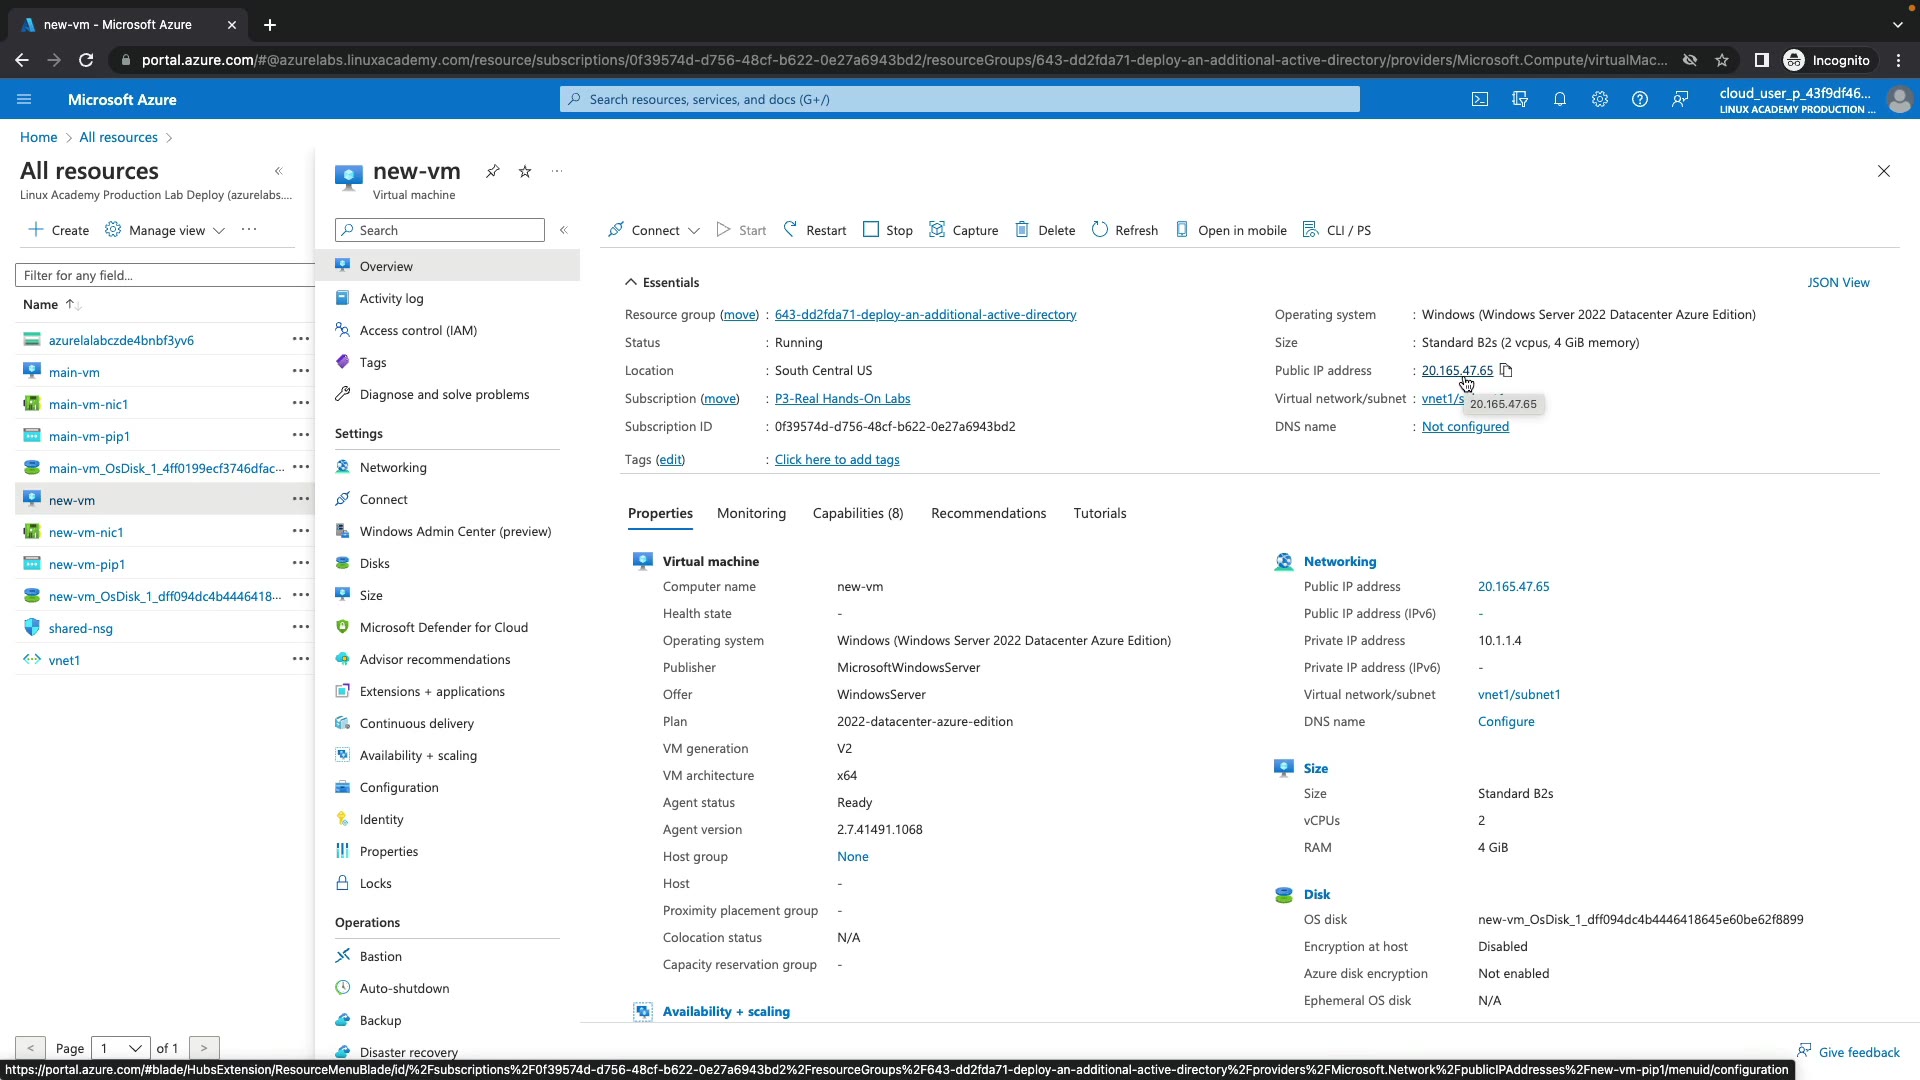 new-vm - Microsoft Azure
portal.azure.com/#@azurelabs.linuxacademy.com/resource/subscriptions/0f39574d-d756-48cf-b622-0e27a6943bd2/resourceGroups/643-dd2fda71-deploy-an-additional-active-directory/providers/Microsoft.Compute/virtualMac...
Incognito
Microsoft Azure
Search resources, services, and docs (G+/)
cloud_user_p_43f9df46...
LINUX ACADEMY PRODUCTION ...
Home > All resources >
All resources
Linux Academy Production Lab Deploy (azurelabs....
Create
Manage view
Filter for any field...
Name
azurelalabczde4bnbf3yv6
main-vm
main-vm-nic1
main-vm-pip1
main-vm_OsDisk_1_4ff0199ecf3746dfac...
new-vm
new-vm-nic1
new-vm-pip1
new-vm_OsDisk_1_dff094dc4b4446418...
shared-nsg
vnet1
< Page 1 of 1 >
new-vm
Virtual machine
Search
Overview
Activity log
Access control (IAM)
Tags
Diagnose and solve problems
Settings
Networking
Connect
Windows Admin Center (preview)
Disks
Size
Microsoft Defender for Cloud
Advisor recommendations
Extensions + applications
Continuous delivery
Availability + scaling
Configuration
Identity
Properties
Locks
Operations
Bastion
Auto-shutdown
Backup
Disaster recovery
Connect Start Restart Stop Capture Delete Refresh Open in mobile CLI / PS
Essentials
JSON View
Resource group (move) : 643-dd2fda71-deploy-an-additional-active-directory
Status : Running
Location : South Central US
Subscription (move) : P3-Real Hands-On Labs
Subscription ID : 0f39574d-d756-48cf-b622-0e27a6943bd2
Tags (edit) : Click here to add tags
Operating system : Windows (Windows Server 2022 Datacenter Azure Edition)
Size : Standard B2s (2 vcpus, 4 GiB memory)
Public IP address : 20.165.47.65
Virtual network/subnet : vnet1/s
20.165.47.65
DNS name : Not configured
Properties Monitoring Capabilities (8) Recommendations Tutorials
Virtual machine
Computer name new-vm
Health state -
Operating system Windows (Windows Server 2022 Datacenter Azure Edition)
Publisher MicrosoftWindowsServer
Offer WindowsServer
Plan 2022-datacenter-azure-edition
VM generation V2
VM architecture x64
Agent status Ready
Agent version 2.7.41491.1068
Host group None
Host -
Proximity placement group -
Colocation status N/A
Capacity reservation group -
Availability + scaling
Networking
Public IP address 20.165.47.65
Public IP address (IPv6) -
Private IP address 10.1.1.4
Private IP address (IPv6) -
Virtual network/subnet vnet1/subnet1
DNS name Configure
Size
Size Standard B2s
vCPUs 2
RAM 4 GiB
Disk
OS disk new-vm_OsDisk_1_dff094dc4b4446418645e60be62f8899
Encryption at host Disabled
Azure disk encryption Not enabled
Ephemeral OS disk N/A
Give feedback
https://portal.azure.com/#blade/HubsExtension/ResourceMenuBlade/id/%2Fsubscriptions%2F0f39574d-d756-48cf-b622-0e27a6943bd2%2FresourceGroups%2F643-dd2fda71-deploy-an-additional-active-directory%2Fproviders%2FMicrosoft.Network%2FpublicIPAddresses%2Fnew-vm-pip1/menuid/configuration